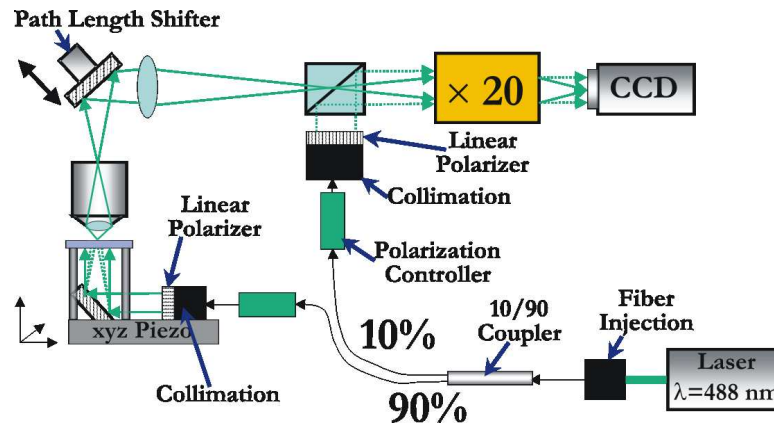 Path Length Shifter
× 20
CCD
Linear
Polarizer
Collimation
Linear
Polarizer
Polarization
Controller
10/90
Coupler
Fiber
Injection
10%
xyz Piezo
Laser
λ=488 nm
Collimation
90%